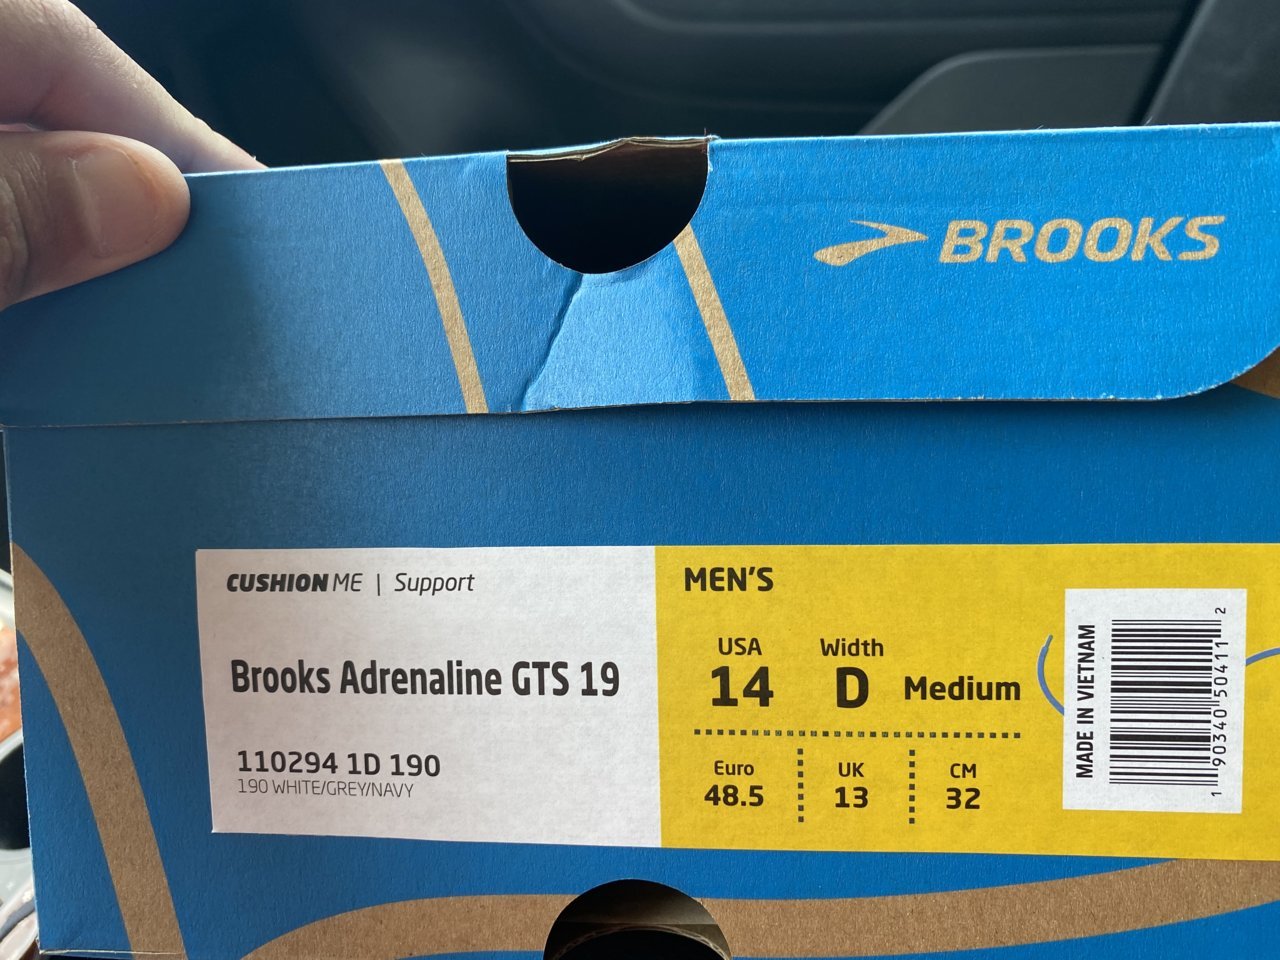 BROOKS
CUSHION ME | Support
Brooks Adrenaline GTS 19
110294 1D 190
190 WHITE/GREY/NAVY
MEN'S
USA Width
14 D Medium
Euro UK CM
48.5 13 32
MADE IN VIETNAM
1 90340 50411 2